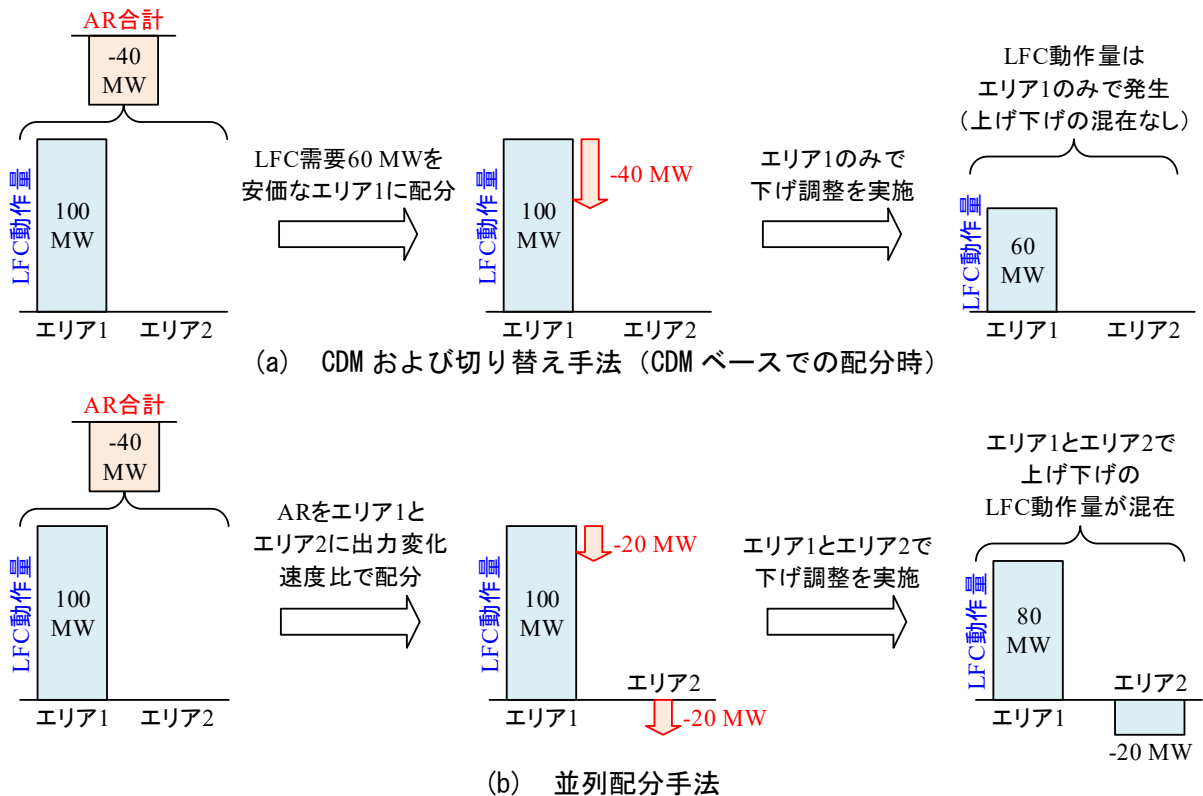 AR合計
-40
MW
LFC動作量
100
MW
エリア1
エリア2
LFC需要60 MWを
安価なエリア1に配分
LFC動作量
100
MW
-40 MW
エリア1
エリア2
エリア1のみで
下げ調整を実施
LFC動作量は
エリア1のみで発生
(上げ下げの混在なし)
LFC動作量
60
MW
エリア1
エリア2
(a) CDM および切り替え手法（CDM ベースでの配分時）
AR合計
-40
MW
LFC動作量
100
MW
エリア1
エリア2
ARをエリア1と
エリア2に出力変化
速度比で配分
LFC動作量
100
MW
-20 MW
エリア1
エリア2
-20 MW
エリア1とエリア2で
下げ調整を実施
エリア1とエリア2で
上げ下げの
LFC動作量が混在
LFC動作量
80
MW
エリア1
エリア2
-20 MW
(b) 並列配分手法